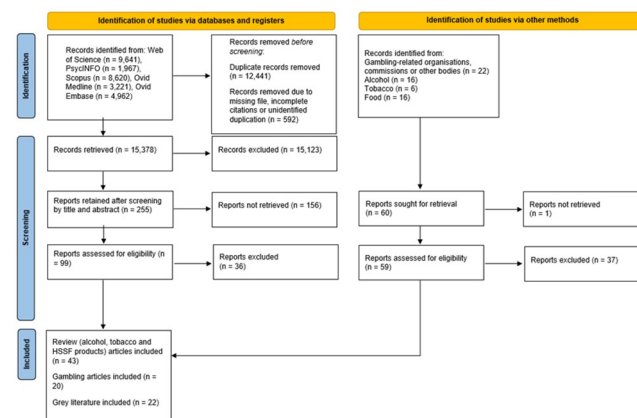 Identification of studies via databases and registers
Identification of studies via other methods
Identification
Records identified from: Web
of Science (n = 9,641),
PsycINFO (n = 1,967),
Scopus (n = 8,620), Ovid
Medline (n = 3,221), Ovid
Embase (n = 4,962)
Records removed before
screening:
Duplicate records removed
(n = 12,441)
Records removed due to
missing file, incomplete
citations or unidentified
duplication (n = 592)
Records identified from:
Gambling-related organisations,
commissions or other bodies (n = 22)
Alcohol (n = 16)
Tobacco (n = 6)
Food (n = 16)
Screening
Records retrieved (n = 15,378)
Records excluded (n = 15,123)
Reports retained after screening
by title and abstract (n = 255)
Reports not retrieved (n = 156)
Reports sought for retrieval
(n = 60)
Reports not retrieved
(n = 1)
Reports assessed for eligibility (n
= 99)
Reports excluded
(n = 36)
Reports assessed for eligibility
(n = 59)
Reports excluded (n = 37)
Included
Review (alcohol, tobacco and
HSSF products) articles included
(n = 43)
Gambling articles included (n =
20)
Grey literature included (n = 22)